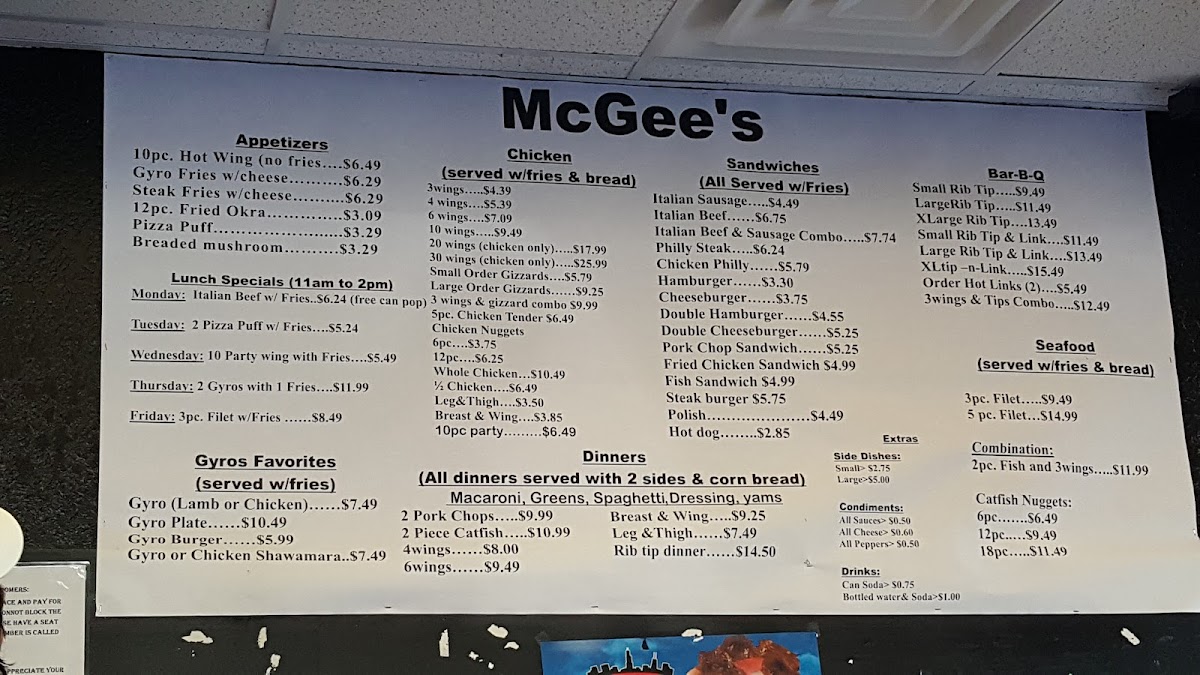 McGee's
Appetizers
10pc. Hot Wing (no fries....$6.49
Gyro Fries w/cheese.........$6.29
Steak Fries w/cheese..........$6.29
12pc. Fried Okra...............$3.09
Pizza Puff.........................$3.29
Breaded mushroom...........$3.29
Lunch Specials (11am to 2pm)
Monday: Italian Beef w/ Fries..$6.24 (free can pop)
Tuesday: 2 Pizza Puff w/ Fries....$5.24
Wednesday: 10 Party wing with Fries....$5.49
Thursday: 2 Gyros with 1 Fries....$11.99
Friday: 3pc. Filet w/Fries ......$8.49
Gyros Favorites
(served w/fries)
Gyro (Lamb or Chicken)......$7.49
Gyro Plate......$10.49
Gyro Burger......$5.99
Gyro or Chicken Shawamara..$7.49
Chicken
(served w/fries & bread)
3wings.....$4.39
4 wings.....$5.39
6 wings....$7.09
10 wings.....$9.49
20 wings (chicken only).....$17.99
30 wings (chicken only).....$25.99
Small Order Gizzards....$5.79
Large Order Gizzards......$9.25
3 wings & gizzard combo $9.99
5pc. Chicken Tender $6.49
Chicken Nuggets
6pc....$3.75
12pc....$6.25
Whole Chicken...$10.49
½ Chicken....$6.49
Leg&Thigh....$3.50
Breast & Wing....$3.85
10pc party.........$6.49
Sandwiches
(All Served w/Fries)
Italian Sausage.....$4.49
Italian Beef......$6.75
Italian Beef & Sausage Combo.....$7.74
Philly Steak....$6.24
Chicken Philly......$5.79
Hamburger......$3.30
Cheeseburger......$3.75
Double Hamburger......$4.55
Double Cheeseburger......$5.25
Pork Chop Sandwich......$5.25
Fried Chicken Sandwich $4.99
Fish Sandwich $4.99
Steak burger $5.75
Polish....................$4.49
Hot dog........$2.85
Dinners
(All dinners served with 2 sides & corn bread)
Macaroni, Greens, Spaghetti,Dressing, yams
2 Pork Chops.....$9.99
2 Piece Catfish.....$10.99
4wings......$8.00
6wings......$9.49
Breast & Wing.....$9.25
Leg &Thigh......$7.49
Rib tip dinner......$14.50
Bar-B-Q
Small Rib Tip.....$9.49
LargeRib Tip.....$11.49
XLarge Rib Tip....13.49
Small Rib Tip & Link....$11.49
Large Rib Tip & Link....$13.49
XLtip –n-Link.....$15.49
Order Hot Links (2)....$5.49
3wings & Tips Combo.....$12.49
Seafood
(served w/fries & bread)
3pc. Filet.....$9.49
5 pc. Filet...$14.99
Combination:
2pc. Fish and 3wings.....$11.99
Catfish Nuggets:
6pc.......$6.49
12pc.....$9.49
18pc.....$11.49
Extras
Side Dishes:
Small> $2.75
Large>$5.00
Condiments:
All Sauces> $0.50
All Cheese> $0.60
All Peppers> $0.50
Drinks:
Can Soda> $0.75
Bottled water& Soda>$1.00
OMERS:
ACE AND PAY FOR
ONNOT BLOCK THE
SE HAVE A SEAT
MBER IS CALLED
PPRECIATE YOUR